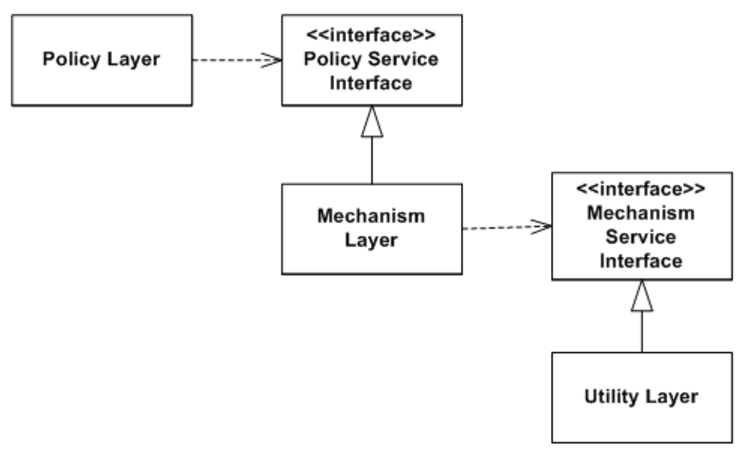 Policy Layer
<<interface>>
Policy Service
Interface
Mechanism
Layer
<<interface>>
Mechanism
Service
Interface
Utility Layer